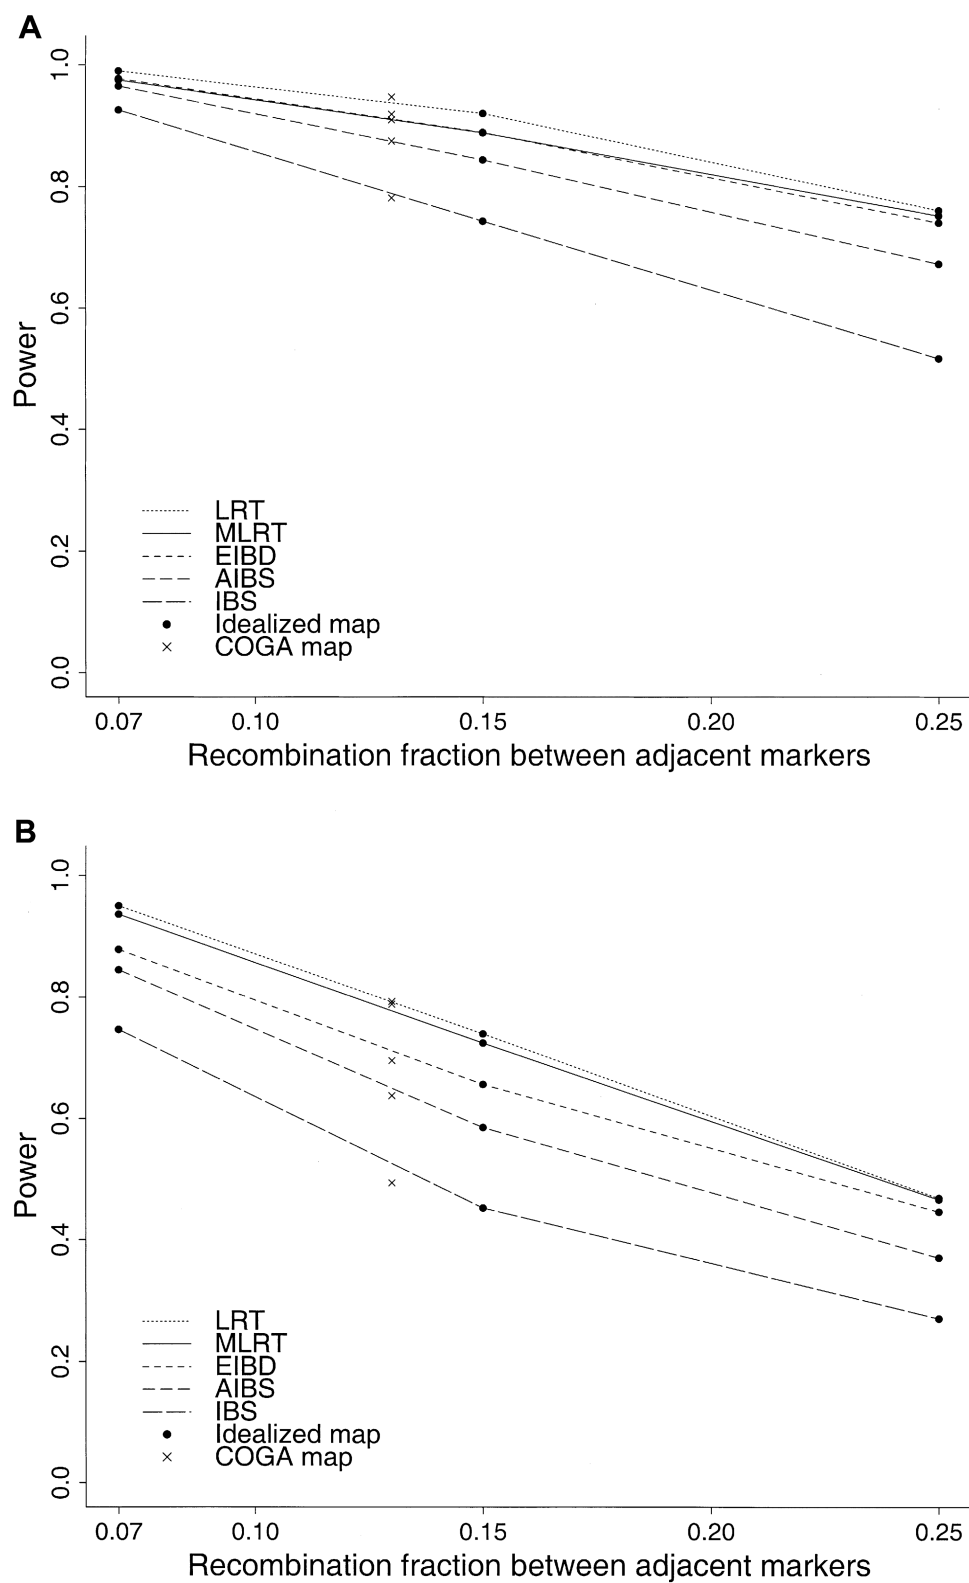 A
1.0
0.8
0.6
0.4
0.2
0.0
Power
LRT
MLRT
EIBD
AIBS
IBS
Idealized map
COGA map
0.07 0.10 0.15 0.20 0.25
Recombination fraction between adjacent markers
B
1.0
0.8
0.6
0.4
0.2
0.0
Power
LRT
MLRT
EIBD
AIBS
IBS
Idealized map
COGA map
0.07 0.10 0.15 0.20 0.25
Recombination fraction between adjacent markers